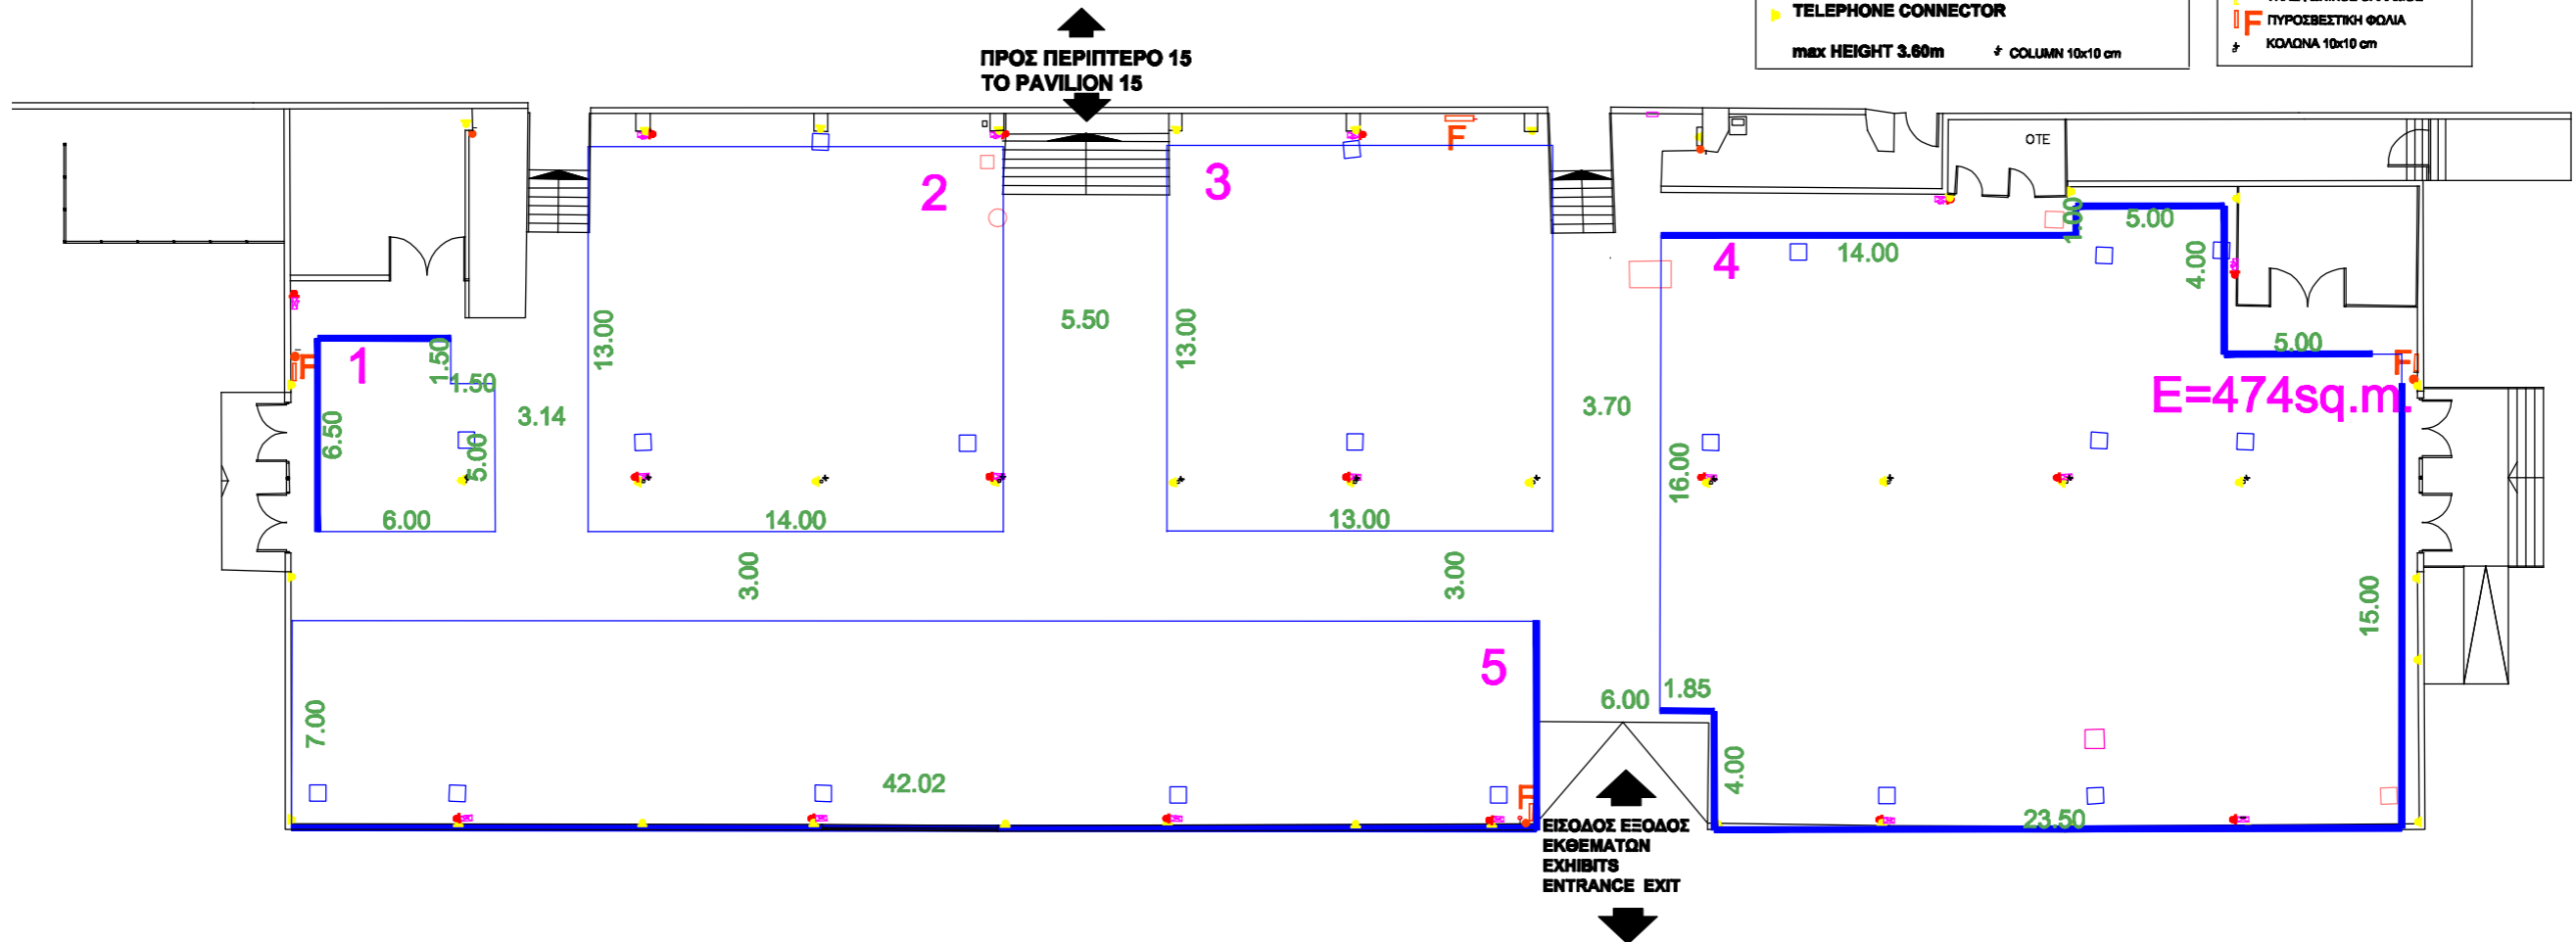 TELEPHONE CONNECTOR
max HEIGHT 3.60m
COLUMN 10x10 cm
F ΠΥΡΟΣΒΕΣΤΙΚΗ ΦΩΛΙΑ
ΚΟΛΩΝΑ 10x10 cm
ΠΡΟΣ ΠΕΡΙΠΤΕΡΟ 15
TO PAVILION 15
F
OTE
2
3
4
14.00
1.00
5.00
4.00
5.00
13.00
5.50
13.00
F
1
1.50
1.50
6.50
5.00
3.14
3.70
F
E=474sq.m.
16.00
6.00
14.00
13.00
3.00
3.00
15.00
5
7.00
42.02
6.00
1.85
4.00
F
23.50
ΕΙΣΟΔΟΣ ΕΞΟΔΟΣ
ΕΚΘΕΜΑΤΩΝ
EXHIBITS
ENTRANCE EXIT